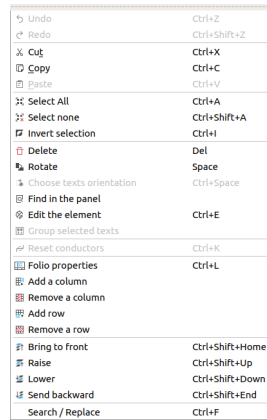 Undo Ctrl+Z
Redo Ctrl+Shift+Z
Cut Ctrl+X
Copy Ctrl+C
Paste Ctrl+V
Select All Ctrl+A
Select none Ctrl+Shift+A
Invert selection Ctrl+I
Delete Del
Rotate Space
Choose texts orientation Ctrl+Space
Find in the panel
Edit the element Ctrl+E
Group selected texts
Reset conductors Ctrl+K
Folio properties Ctrl+L
Add a column
Remove a column
Add row
Remove a row
Bring to front Ctrl+Shift+Home
Raise Ctrl+Shift+Up
Lower Ctrl+Shift+Down
Send backward Ctrl+Shift+End
Search / Replace Ctrl+F